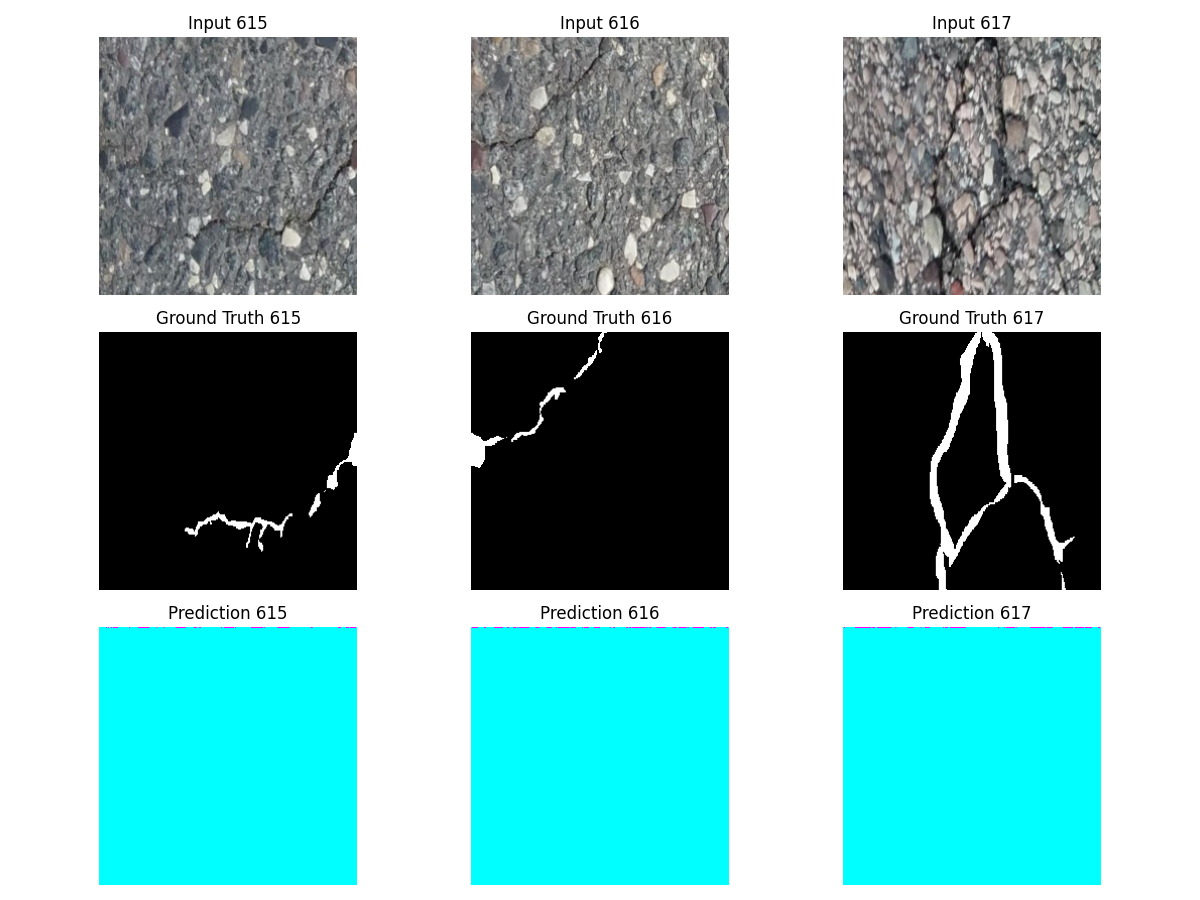 Input 615
Input 616
Input 617
Ground Truth 615
Ground Truth 616
Ground Truth 617
Prediction 615
Prediction 616
Prediction 617